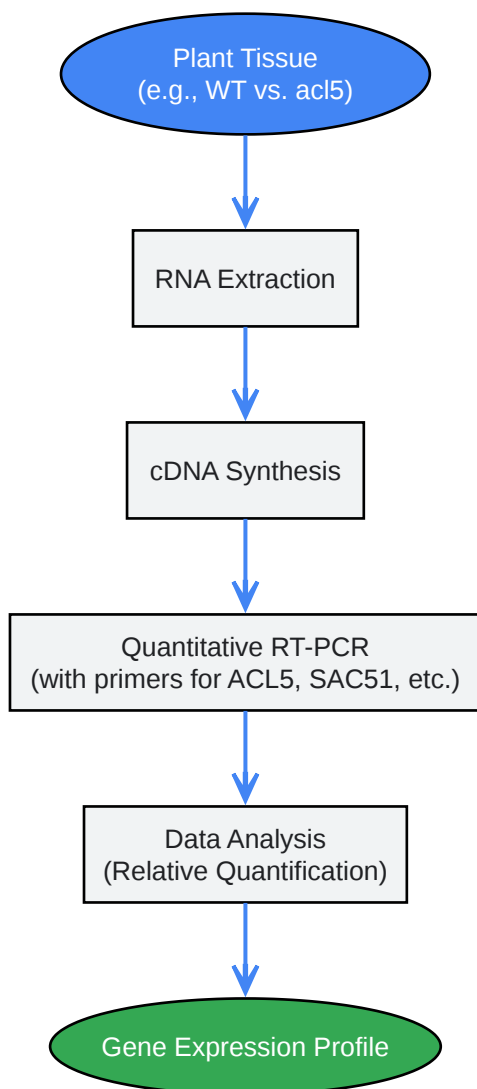 Plant Tissue
(e.g., WT vs. acl5)
RNA Extraction
cDNA Synthesis
Quantitative RT-PCR
(with primers for ACL5, SAC51, etc.)
Data Analysis
(Relative Quantification)
Gene Expression Profile